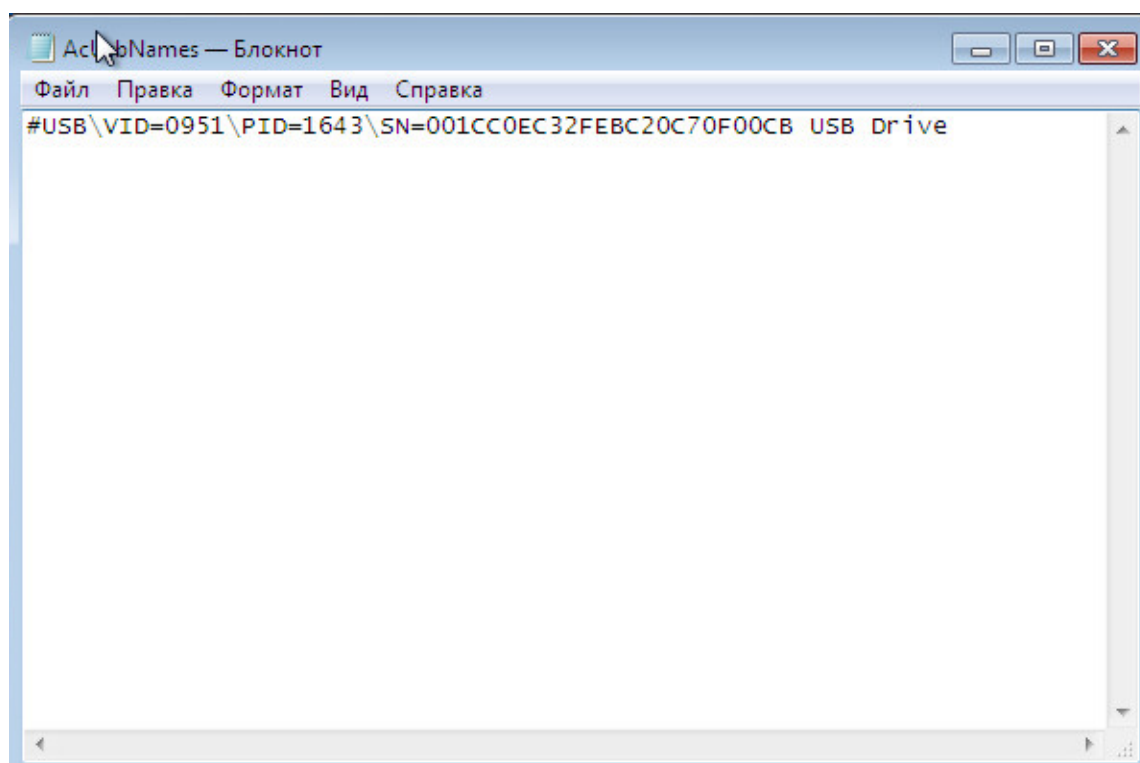 — Блокнот
Файл Правка Формат Вид Справка
#USB\VID=0951\PID=1643\SN=001CC0EC32FEBC20C70F00CB USB Drive